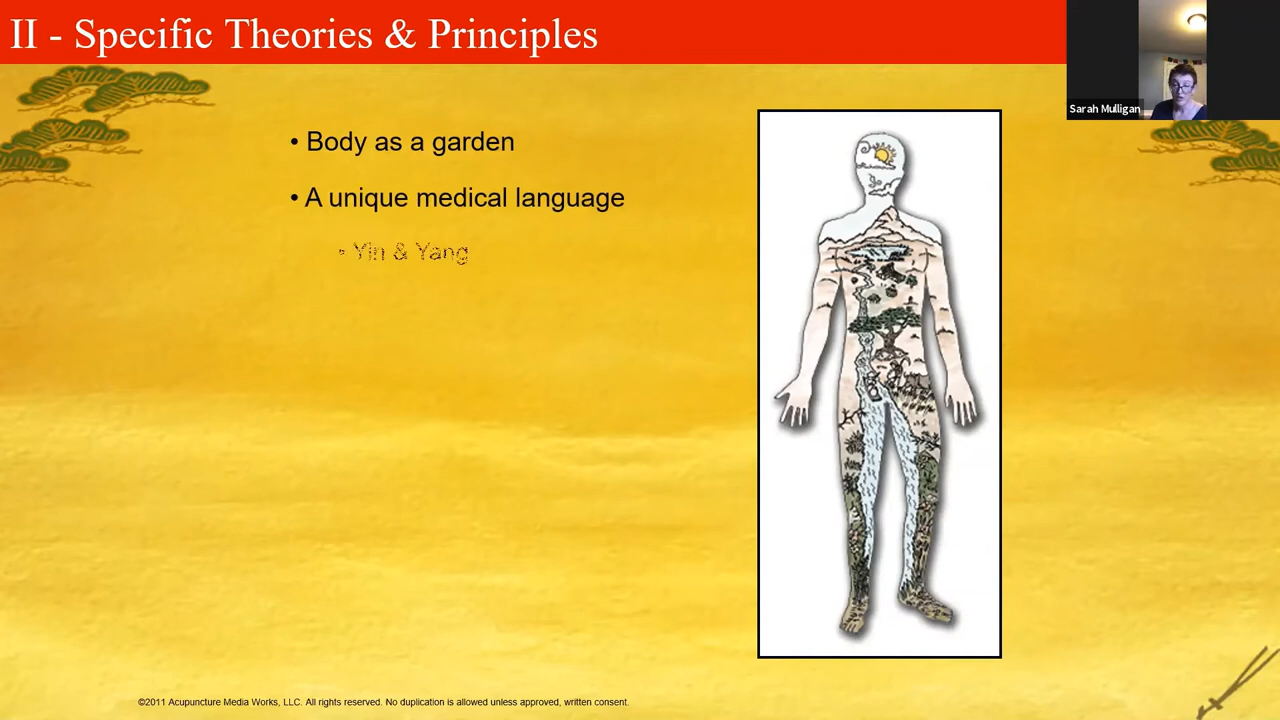 II - Specific Theories & Principles
Sarah Mulligan
• Body as a garden
• A unique medical language
• Yin & Yang
©2011 Acupuncture Media Works, LLC. All rights reserved. No duplication is allowed unless approved, written consent.